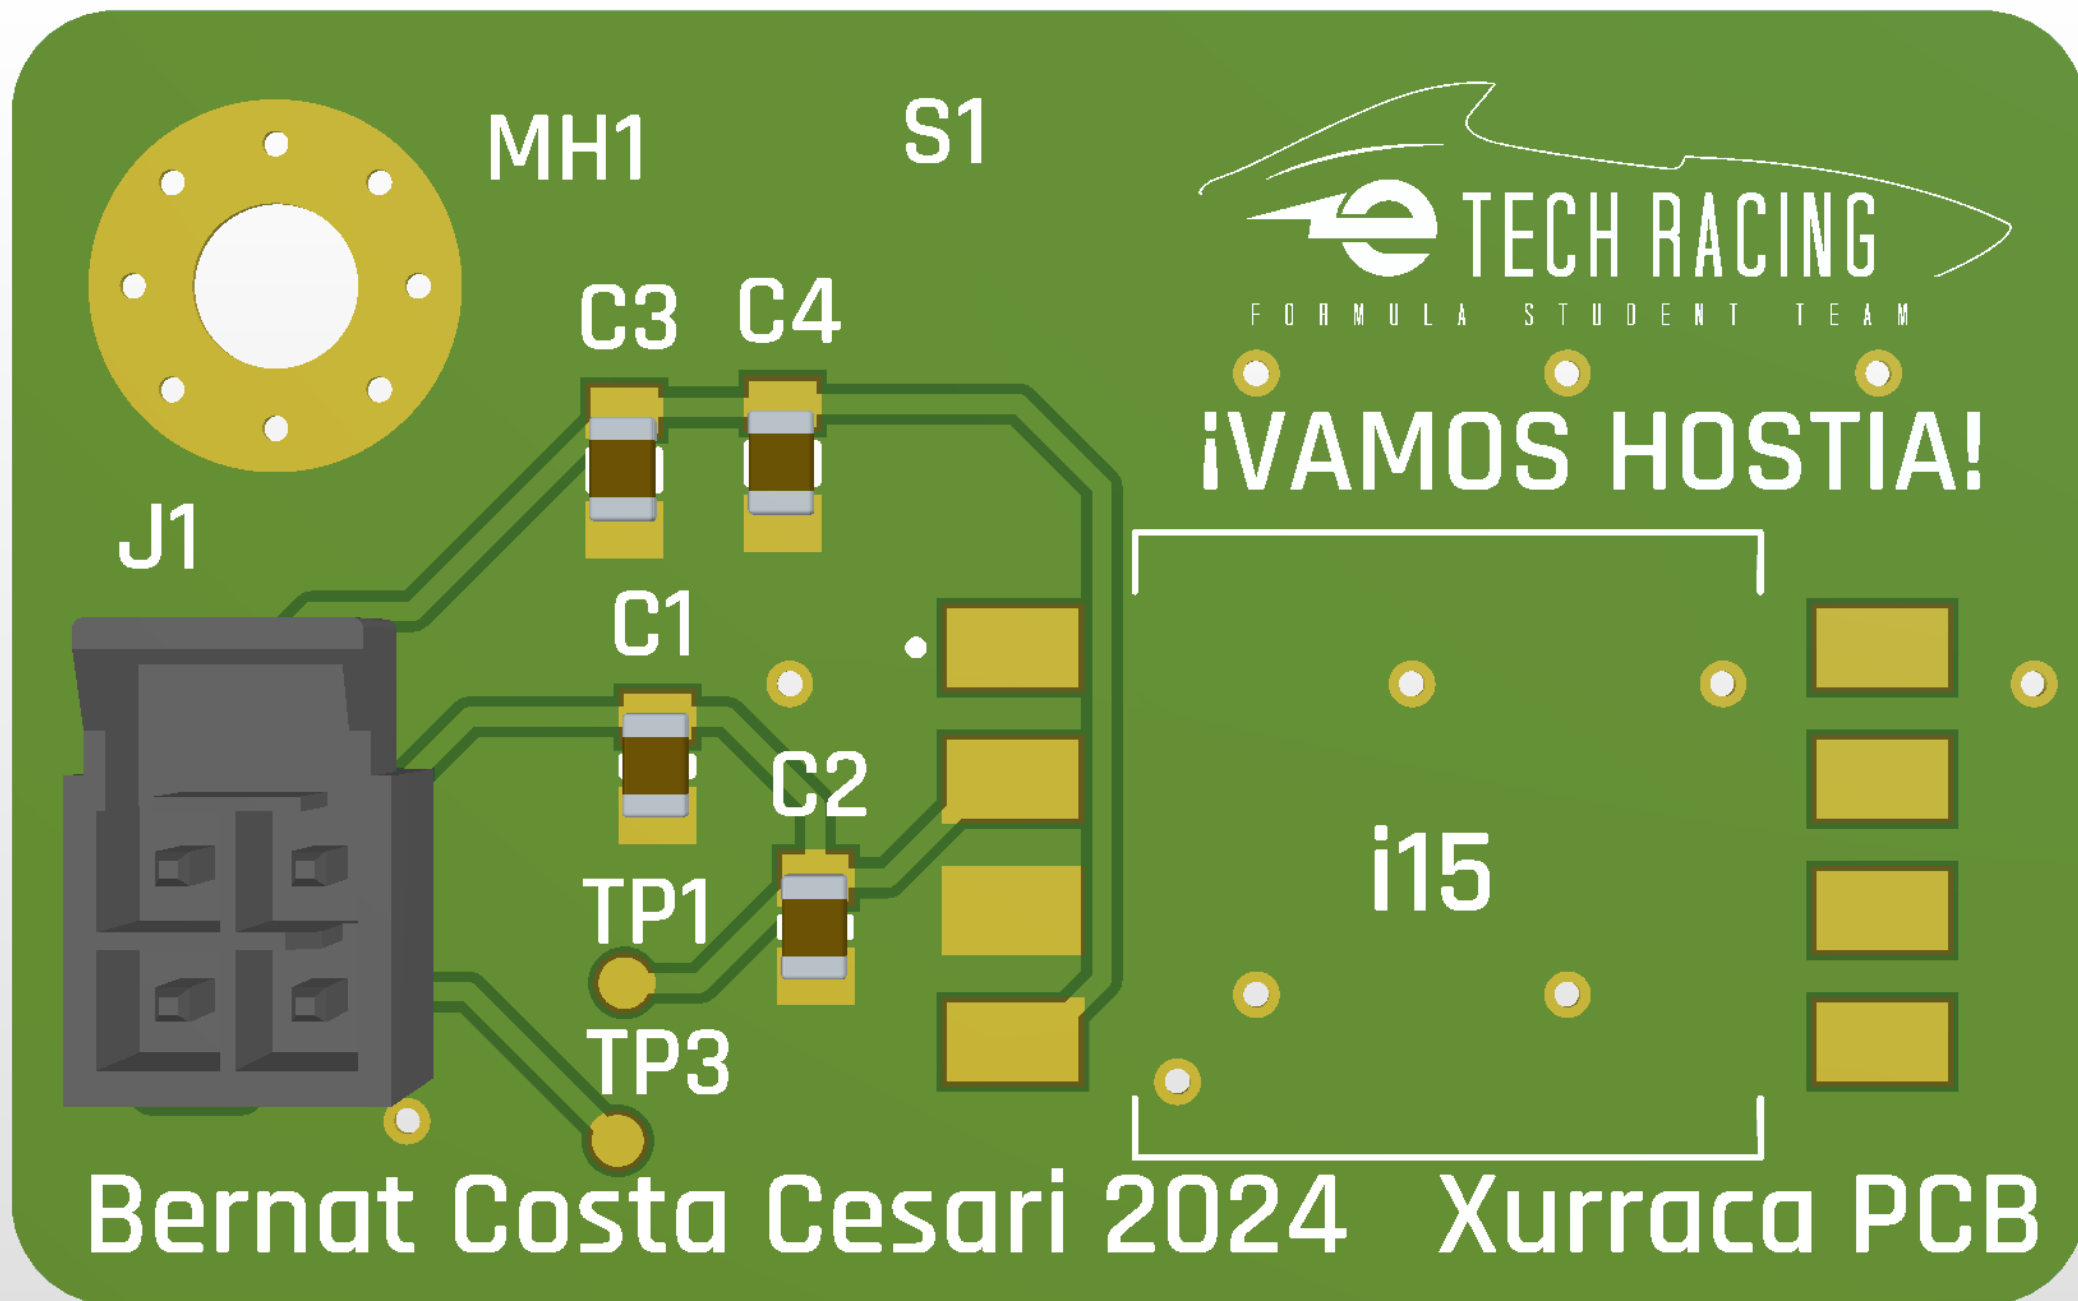 MH1
S1
e TECH RACING
FORMULA STUDENT TEAM
C3
C4
¡VAMOS HOSTIA!
J1
C1
C2
i15
TP1
TP3
Bernat Costa Cesari 2024
Xurraca PCB